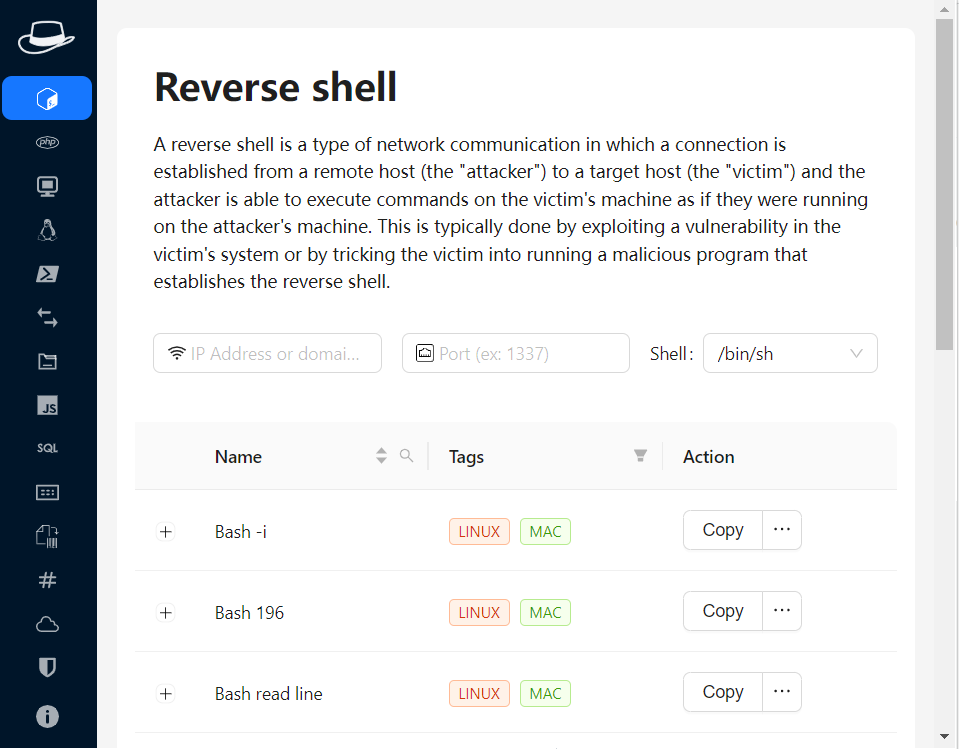 php
JS
SQL
Reverse shell
A reverse shell is a type of network communication in which a connection is
established from a remote host (the "attacker") to a target host (the "victim") and the
attacker is able to execute commands on the victim's machine as if they were running
on the attacker's machine. This is typically done by exploiting a vulnerability in the
victim's system or by tricking the victim into running a malicious program that
establishes the reverse shell.
IP Address or domai... Port (ex: 1337) Shell: /bin/sh
Name Tags Action
Bash -i LINUX MAC Copy ...
Bash 196 LINUX MAC Copy ...
Bash read line LINUX MAC Copy ...